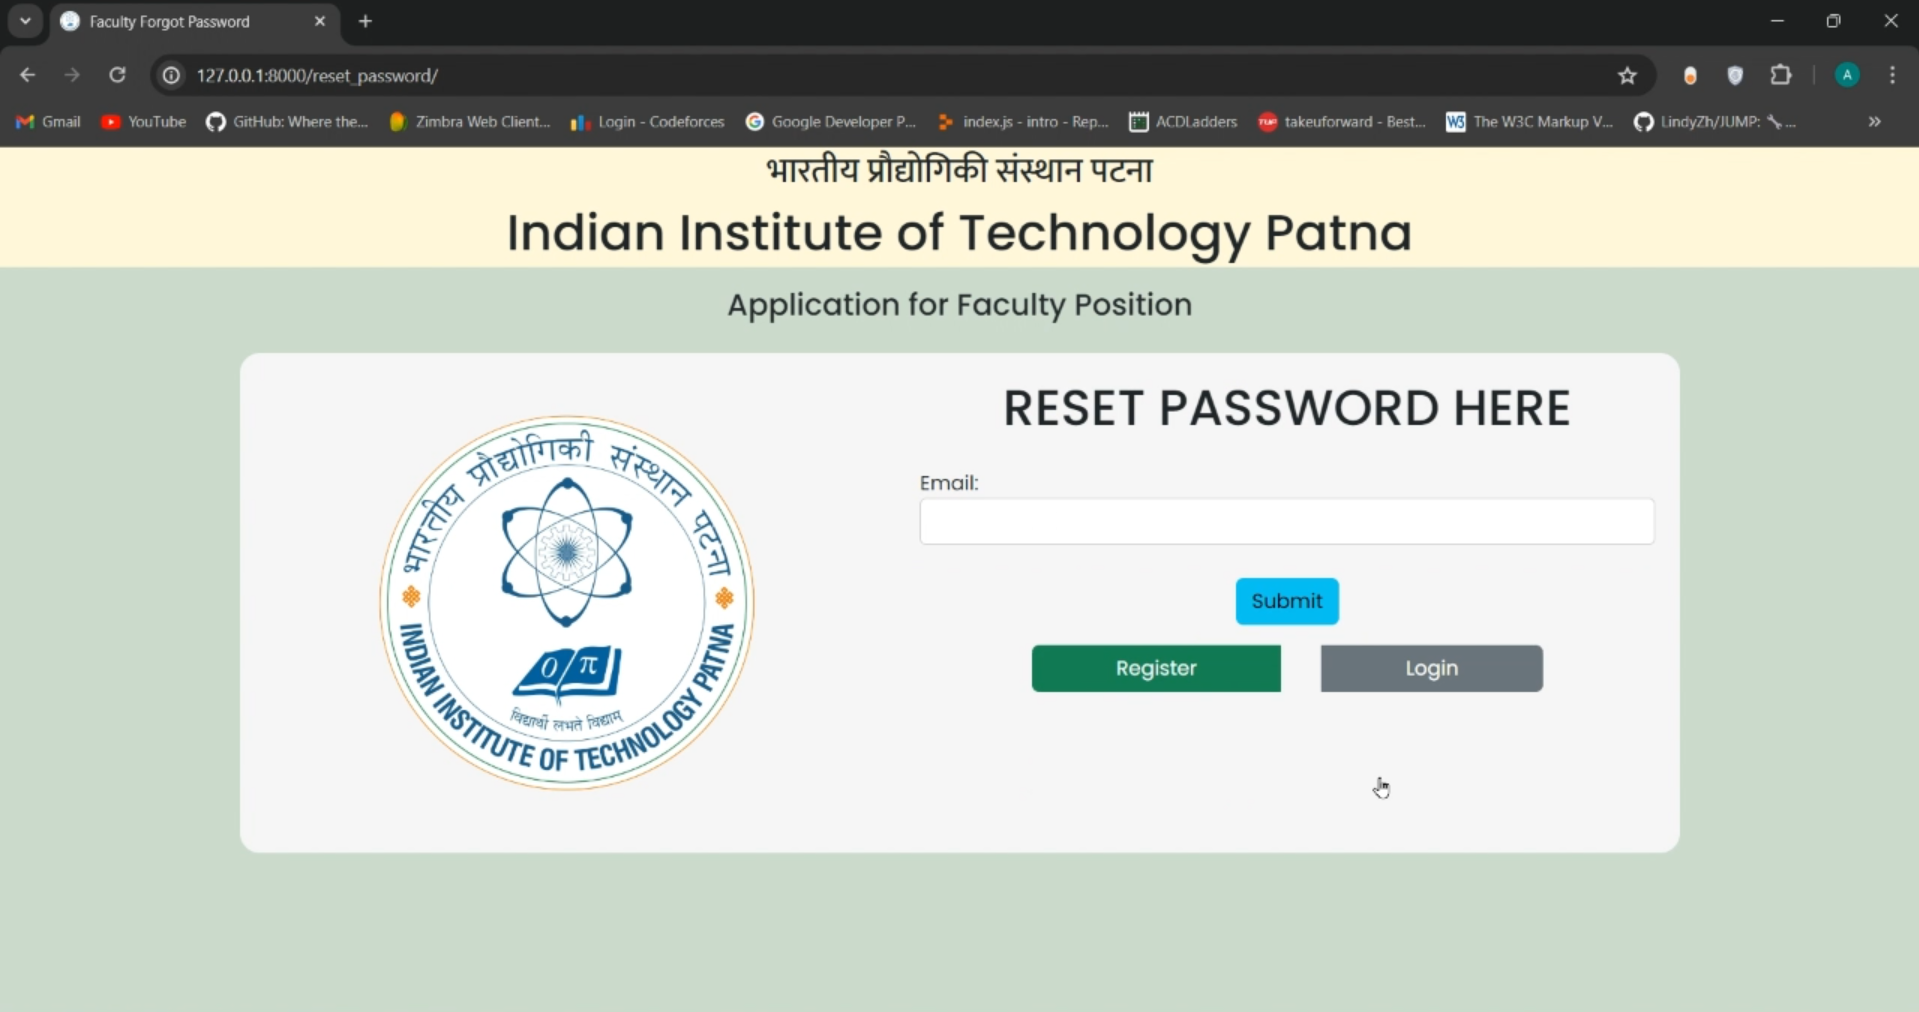 Faculty Forgot Password
127.0.0.1:8000/reset_password/
A
Gmail
YouTube
GitHub: Where the...
Zimbra Web Client...
Login - Codeforces
Google Developer P...
index.js - intro - Rep...
ACDLadders
takeuforward - Best...
The W3C Markup V...
LindyZh/JUMP: ...
भारतीय प्रौद्योगिकी संस्थान पटना
Indian Institute of Technology Patna
Application for Faculty Position
भारतीय प्रौद्योगिकी संस्थान पटना
0/π
विद्यार्थी लभते विद्याम्
INDIAN INSTITUTE OF TECHNOLOGY PATNA
RESET PASSWORD HERE
Email:
Submit
Register
Login